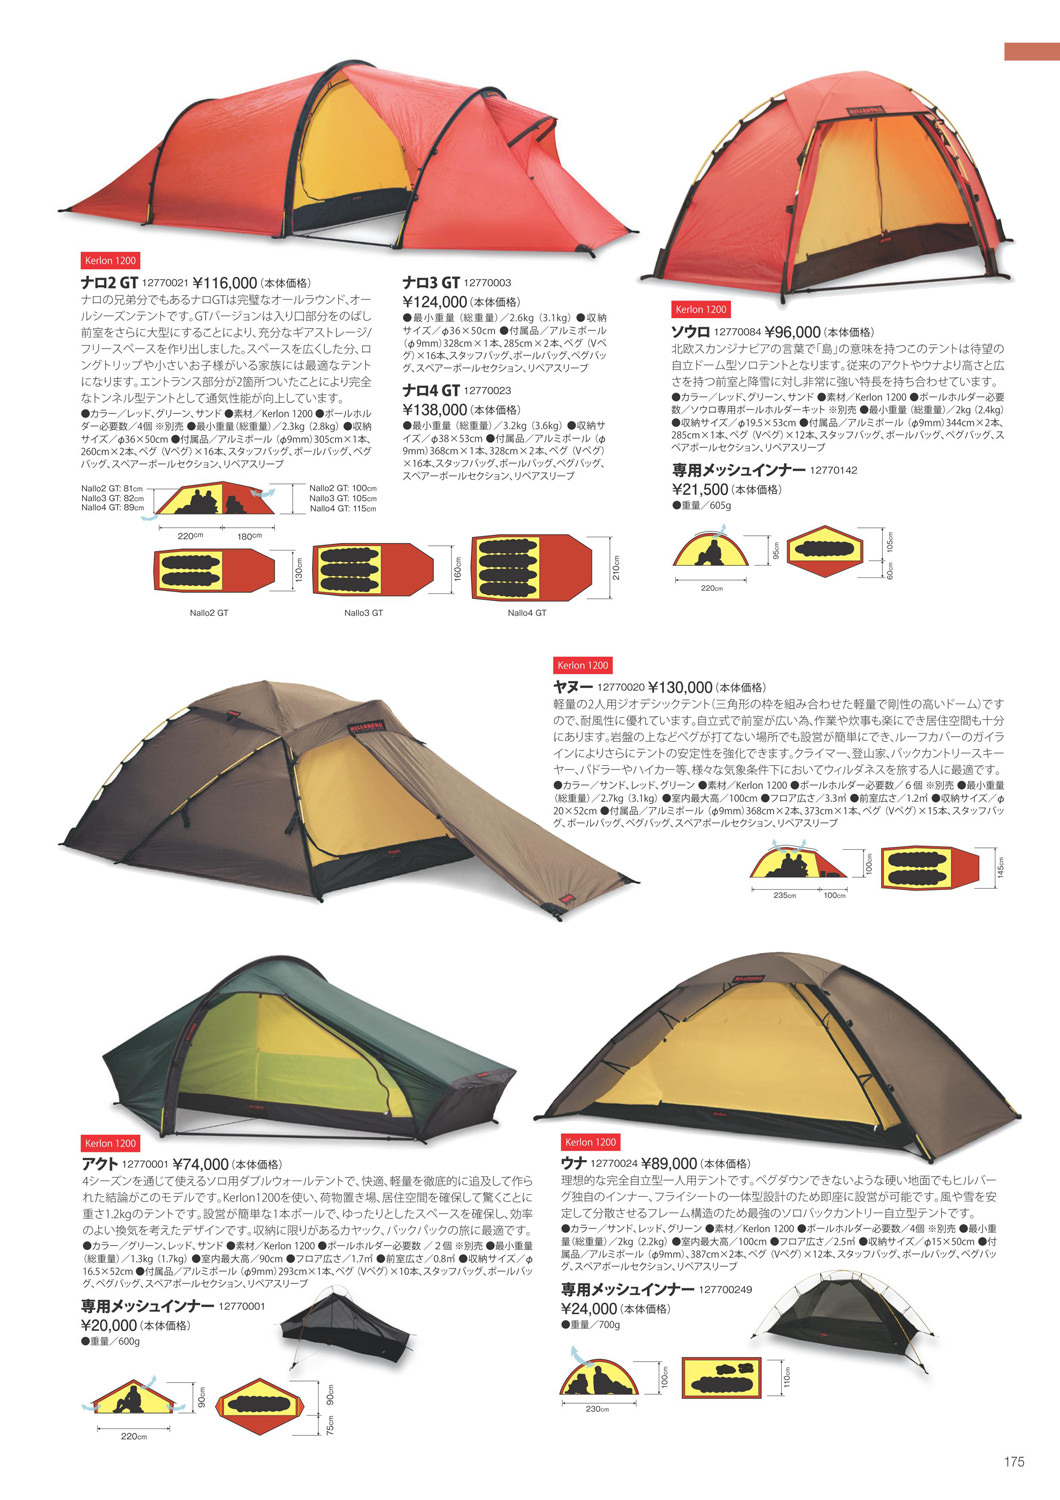 Kerlon 1200
ナロ2 GT 12770021 ¥116,000（本体価格）
ナロの兄弟分でもあるナロGTは完璧なオールラウンド、オー
ルシーズンテントです。GTバージョンは入り口部分をのばし
前室をさらに大型にすることにより、充分なギアストレージ/
フリースペースを作り出しました。スペースを広くした分、ロ
ングトリップや小さいお子様がいる家族には最適なテント
になります。エントランス部分が2箇所ついたことにより完全
なトンネル型テントとして通気性能が向上しています。
●カラー／レッド、グリーン、サンド ●素材／Kerlon 1200 ●ポールホル
ダー必要数／4個 ※別売 ●最小重量（総重量）／2.3kg（2.8kg）●収納
サイズ／φ36×50cm ●付属品／アルミポール（φ9mm）305cm×1本、
260cm×2本、ペグ（Vペグ）×16本、スタッフバッグ、ポールバッグ、ペグ
バッグ、スペアーポールセクション、リペアスリーブ
ナロ3 GT 12770003
¥124,000（本体価格）
●最小重量（総重量）／2.6kg（3.1kg）●収納
サイズ／φ36×50cm ●付属品／アルミポール
（φ9mm）328cm×1本、285cm×2本、ペグ（Vペ
グ）×16本、スタッフバッグ、ポールバッグ、ペグバッ
グ、スペアーポールセクション、リペアスリーブ
ナロ4 GT 12770023
¥138,000（本体価格）
●最小重量（総重量）／3.2kg（3.6kg）●収納サ
イズ／φ38×53cm ●付属品／アルミポール（φ
9mm）368cm×1本、328cm×2本、ペグ（Vペグ）
×16本、スタッフバッグ、ポールバッグ、ペグバッグ、
スペアーポールセクション、リペアスリーブ
Nallo2 GT: 81cm
Nallo3 GT: 82cm
Nallo4 GT: 89cm
Nallo2 GT: 100cm
Nallo3 GT: 105cm
Nallo4 GT: 115cm
220cm
180cm
130cm
160cm
210cm
Nallo2 GT
Nallo3 GT
Nallo4 GT
Kerlon 1200
ソウロ 12770084 ¥96,000（本体価格）
北欧スカンジナビアの言葉で「島」の意味を持つこのテントは待望の
自立ドーム型ソロテントとなります。従来のアクトやウナより高さと広
さを持つ前室と降雪に対し非常に強い特長を持ち合わせています。
●カラー／レッド、グリーン、サンド ●素材／Kerlon 1200 ●ポールホルダー必要
数／ソウロ専用ポールホルダーキット ※別売 ●最小重量（総重量）／2kg（2.4kg）
●収納サイズ／φ19.5×53cm ●付属品／アルミポール（φ9mm）344cm×2本、
285cm×1本、ペグ（Vペグ）×12本、スタッフバッグ、ポールバッグ、ペグバッグ、ス
ペアポールセクション、リペアスリーブ
専用メッシュインナー 12770142
¥21,500（本体価格）
●重量／605g
95cm
220cm
105cm
60cm
Kerlon 1200
ヤヌー 12770020 ¥130,000（本体価格）
軽量の2人用ジオデシックテント（三角形の枠を組み合わせた軽量で剛性の高いドーム）です
ので、耐風性に優れています。自立式で前室が広い為、作業や炊事も楽にでき居住空間も十分
にあります。岩盤の上などペグが打てない場所でも設営が簡単にでき、ルーフカバーのガイラ
インによりさらにテントの安定性を強化できます。クライマー、登山家、バックカントリースキー
ヤー、パドラーやハイカー等、様々な気象条件下においてウィルダネスを旅する人に最適です。
●カラー／サンド、レッド、グリーン ●素材／Kerlon 1200 ●ポールホルダー必要数／６個 ※別売 ●最小重量
（総重量）／2.7kg（3.1kg）●室内最大高／100cm ●フロア広さ／3.3㎡ ●前室広さ／1.2㎡ ●収納サイズ／φ
20×52cm ●付属品／アルミポール（φ9mm）368cm×2本、373cm×1本、ペグ（Vペグ）×15本、スタッフバッ
グ、ポールバッグ、ペグバッグ、スペアポールセクション、リペアスリーブ
100cm
235cm
100cm
145cm
Kerlon 1200
アクト 12770001 ¥74,000（本体価格）
4シーズンを通じて使えるソロ用ダブルウォールテントで、快適、軽量を徹底的に追及して作ら
れた結論がこのモデルです。Kerlon1200を使い、荷物置き場、居住空間を確保して驚くことに
重さ1.2kgのテントです。設営が簡単な1本ポールで、ゆったりとしたスペースを確保し、効率
のよい換気を考えたデザインです。収納に限りがあるカヤック、バックパックの旅に最適です。
●カラー／グリーン、レッド、サンド ●素材／Kerlon 1200 ●ポールホルダー必要数 ／２個 ※別売 ●最小重量
（総重量）／1.3kg（1.7kg）●室内最大高／90cm ●フロア広さ／1.7㎡ ●前室広さ／0.8㎡ ●収納サイズ／φ
16.5×52cm ●付属品／アルミポール（φ9mm）293cm×1本、ペグ（Vペグ）×10本、スタッフバッグ、ポールバッ
グ、ペグバッグ、スペアポールセクション、リペアスリーブ
専用メッシュインナー 12770001
¥20,000（本体価格）
●重量／600g
90cm
220cm
90cm
75cm
Kerlon 1200
ウナ 12770024 ¥89,000（本体価格）
理想的な完全自立型一人用テントです。ペグダウンできないような硬い地面でもヒルバー
グ独自のインナー、フライシートの一体型設計のため即座に設営が可能です。風や雪を安
定して分散させるフレーム構造のため最強のソロバックカントリー自立型テントです。
●カラー／サンド、レッド、グリーン ●素材／Kerlon 1200 ●ポールホルダー必要数／4個 ※別売 ●最小重
量（総重量）／2kg（2.2kg）●室内最大高／100cm ●フロア広さ／2.5㎡ ●収納サイズ／φ15×50cm ●付
属品／アルミポール（φ9mm）、387cm×2本、ペグ（Vペグ）×12本、スタッフバッグ、ポールバッグ、ペグバッ
グ、スペアポールセクション、リペアスリーブ
専用メッシュインナー 127700249
¥24,000（本体価格）
●重量／700g
100cm
230cm
110cm
175